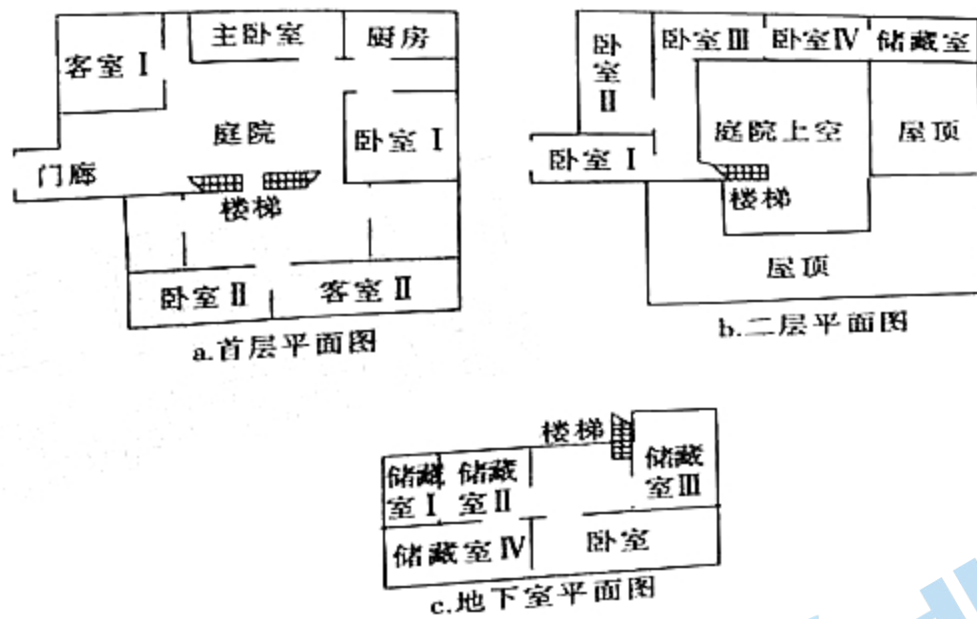 主卧室
厨房
客室Ⅰ
庭院
卧室Ⅰ
门廊
楼梯
卧室Ⅱ
客室Ⅱ
a.首层平面图
卧室Ⅱ
卧室Ⅲ
卧室Ⅳ
储藏室
庭院上空
屋顶
卧室Ⅰ
楼梯
屋顶
b.二层平面图
楼梯
储藏
室Ⅰ
储藏
室Ⅱ
储藏
室Ⅲ
储藏室Ⅳ
卧室
c.地下室平面图